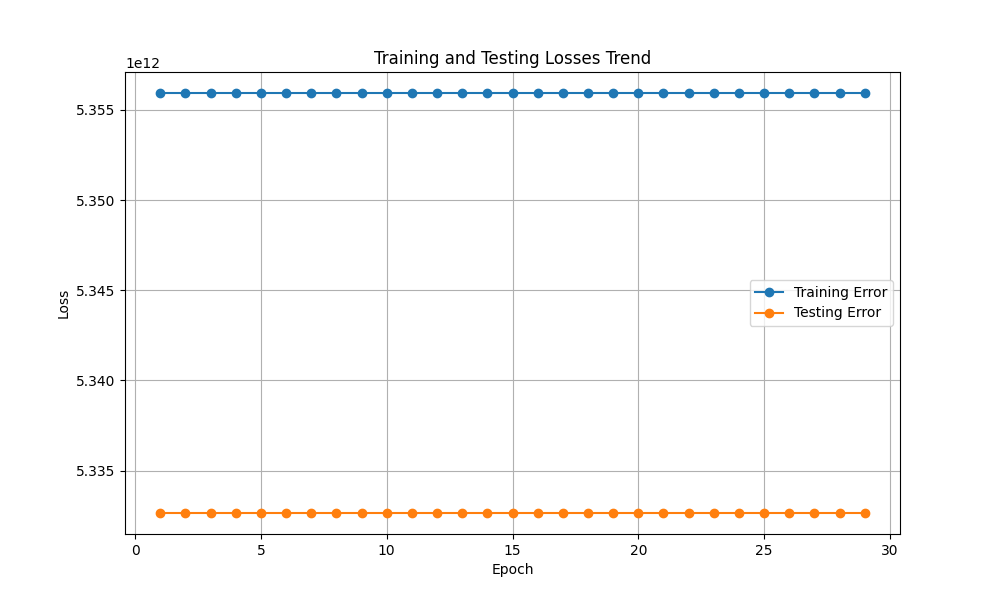 Training and Testing Losses Trend
1e12
5.355
5.350
5.345
5.340
5.335
Loss
Training Error
Testing Error
0 5 10 15 20 25 30
Epoch